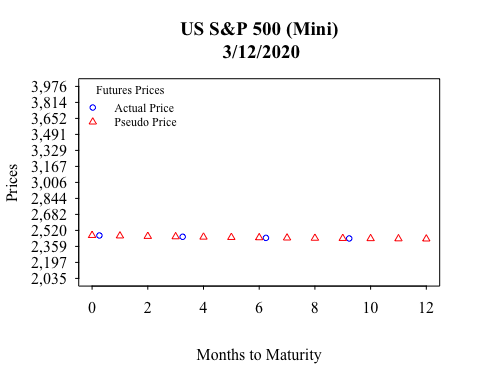 US S&P 500 (Mini)
3/12/2020
Futures Prices
Actual Price
Pseudo Price
Prices
3,976
3,814
3,652
3,491
3,329
3,167
3,006
2,844
2,682
2,520
2,359
2,197
2,035
0 2 4 6 8 10 12
Months to Maturity